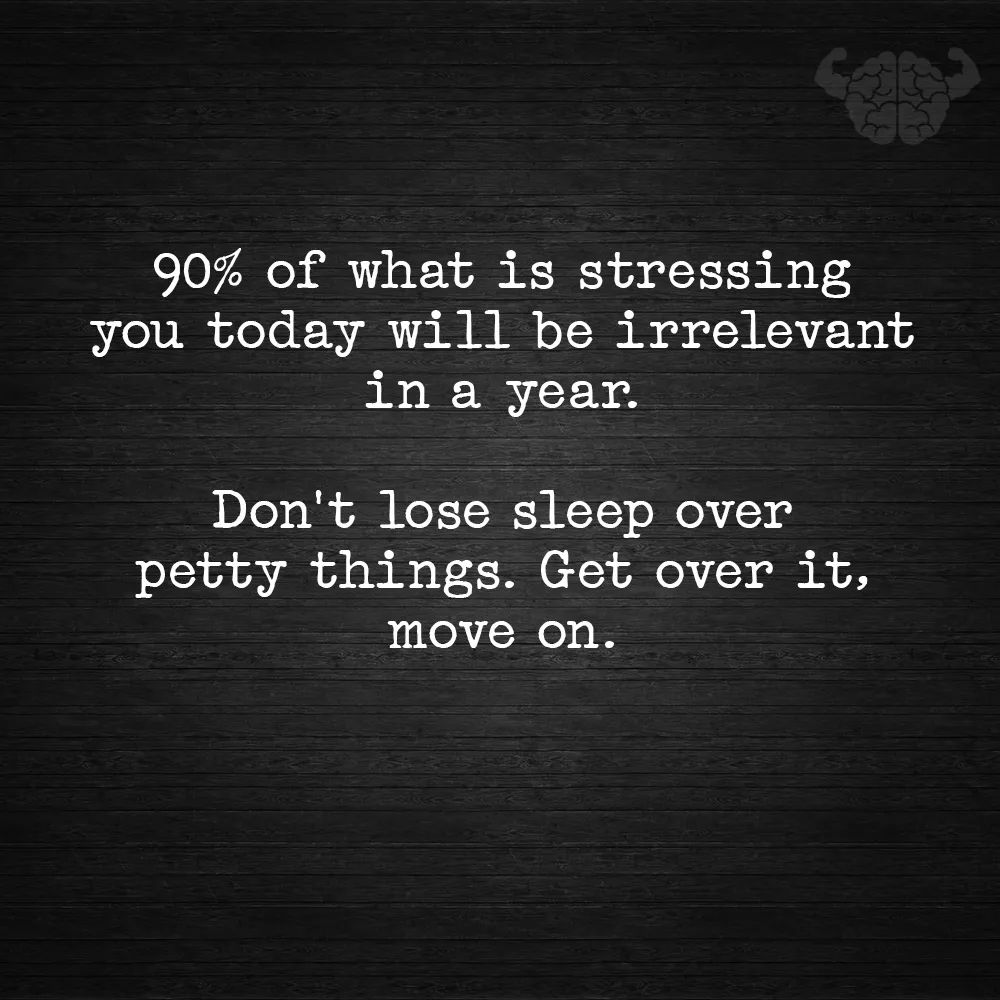 90% of what is stressing
you today will be irrelevant
in a year.
Don't lose sleep over
petty things. Get over it,
move on.